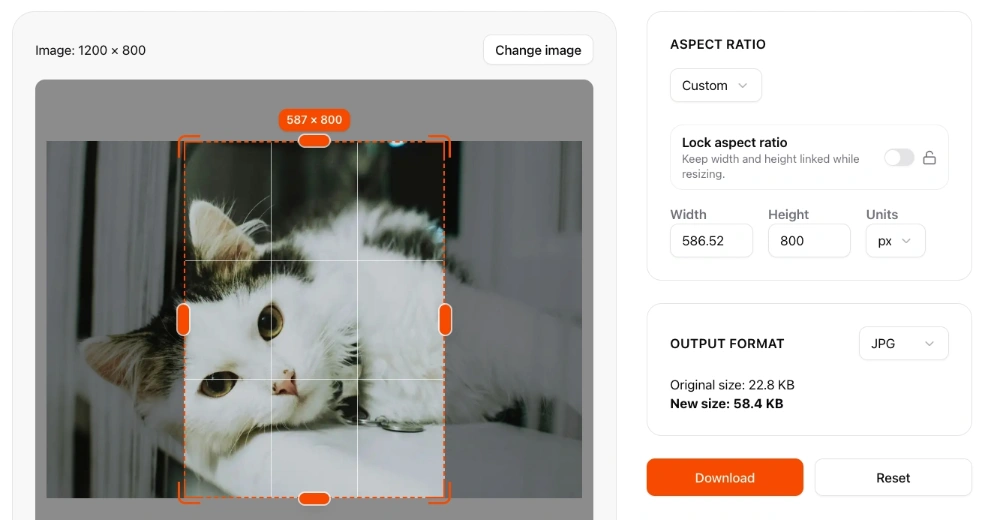 Image: 1200 × 800
Change image
587 × 800
ASPECT RATIO
Custom
Lock aspect ratio
Keep width and height linked while
resizing.
Width Height Units
586.52 800 px
OUTPUT FORMAT
JPG
Original size: 22.8 KB
New size: 58.4 KB
Download Reset